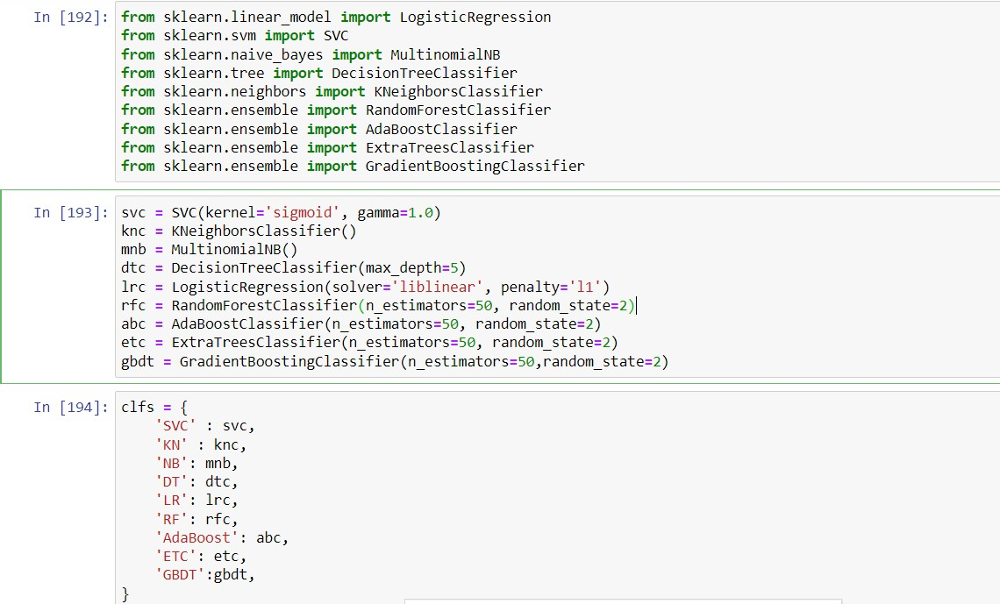 In [192]: from sklearn.linear_model import LogisticRegression
from sklearn.svm import SVC
from sklearn.naive_bayes import MultinomialNB
from sklearn.tree import DecisionTreeClassifier
from sklearn.neighbors import KNeighborsClassifier
from sklearn.ensemble import RandomForestClassifier
from sklearn.ensemble import AdaBoostClassifier
from sklearn.ensemble import ExtraTreesClassifier
from sklearn.ensemble import GradientBoostingClassifier
In [193]: svc = SVC(kernel='sigmoid', gamma=1.0)
knc = KNeighborsClassifier()
mnb = MultinomialNB()
dtc = DecisionTreeClassifier(max_depth=5)
lrc = LogisticRegression(solver='liblinear', penalty='l1')
rfc = RandomForestClassifier(n_estimators=50, random_state=2)
abc = AdaBoostClassifier(n_estimators=50, random_state=2)
etc = ExtraTreesClassifier(n_estimators=50, random_state=2)
gbdt = GradientBoostingClassifier(n_estimators=50,random_state=2)
In [194]: clfs = {
    'SVC' : svc,
    'KN' : knc,
    'NB': mnb,
    'DT': dtc,
    'LR': lrc,
    'RF': rfc,
    'AdaBoost': abc,
    'ETC': etc,
    'GBDT':gbdt,
}